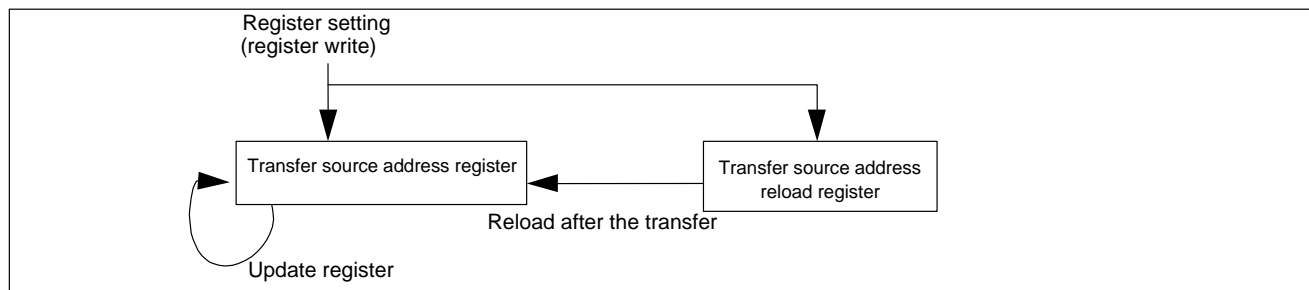 Register setting
(register write)
Transfer source address register
Transfer source address
reload register
Reload after the transfer
Update register